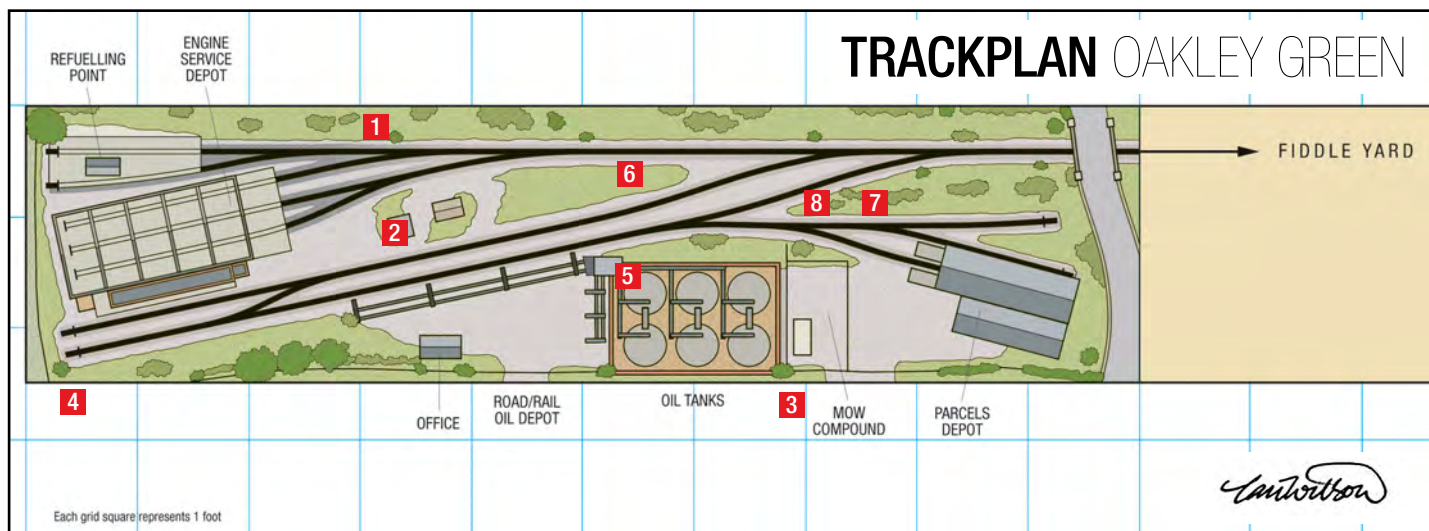 TRACKPLAN OAKLEY GREEN
REFUELLING
POINT
ENGINE
SERVICE
DEPOT
1
FIDDLE YARD
6
8
7
2
5
4
3
OFFICE
ROAD/RAIL
OIL DEPOT
OIL TANKS
MOW
COMPOUND
PARCELS
DEPOT
Each grid square represents 1 foot